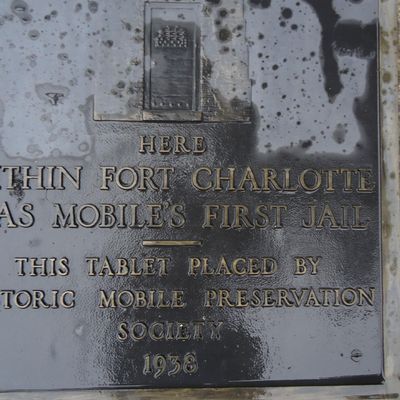 HERE
THIN FORT CHARLOTTE
AS MOBILE'S FIRST JAIL
THIS TABLET PLACED BY
TORIC MOBILE PRESERVATION
SOCIETY
1938